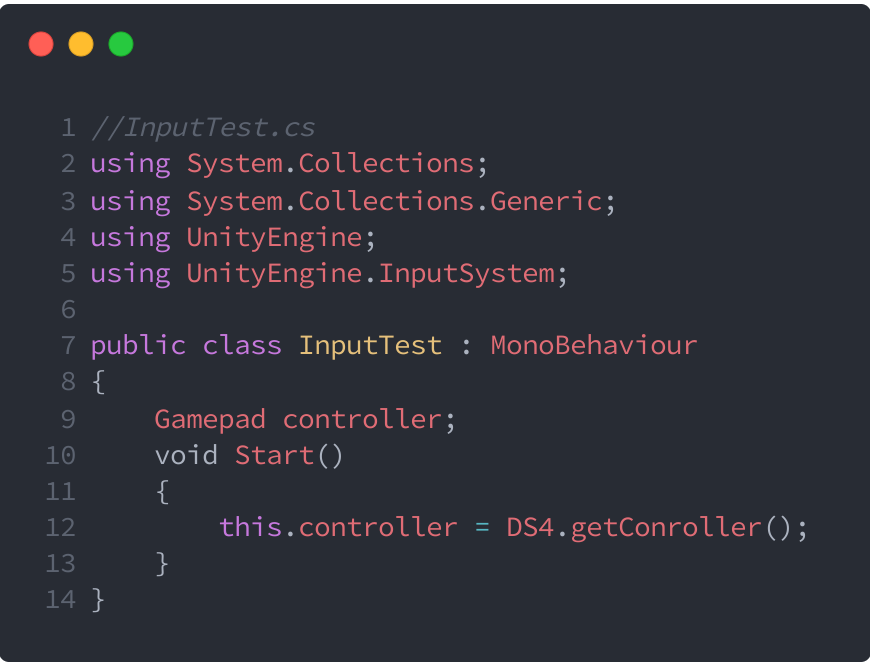 1 //InputTest.cs
2 using System.Collections;
3 using System.Collections.Generic;
4 using UnityEngine;
5 using UnityEngine.InputSystem;
6
7 public class InputTest : MonoBehaviour
8 {
9     Gamepad controller;
10     void Start()
11     {
12         this.controller = DS4.getConroller();
13     }
14 }